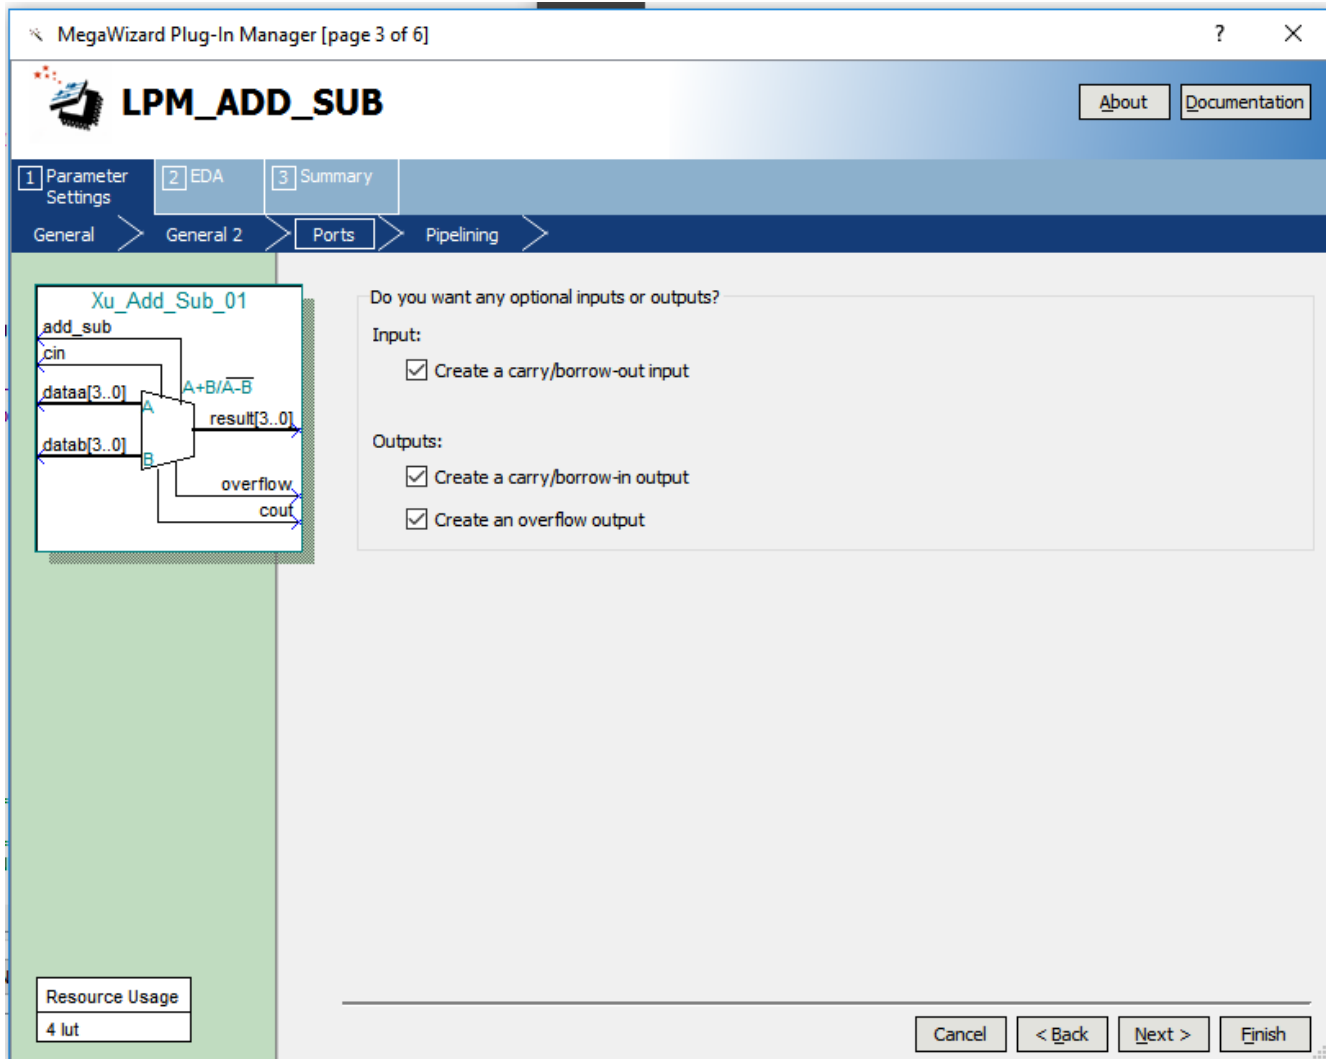 MegaWizard Plug-In Manager [page 3 of 6]
?
LPM_ADD_SUB
About
Documentation
1 Parameter Settings
2 EDA
3 Summary
General
General 2
Ports
Pipelining
Xu_Add_Sub_01
add_sub
cin
dataa[3..0]
A+B/A-B
A
result[3..0]
datab[3..0]
B
overflow
cout
Do you want any optional inputs or outputs?
Input:
Create a carry/borrow-out input
Outputs:
Create a carry/borrow-in output
Create an overflow output
Resource Usage
4 lut
Cancel
< Back
Next >
Finish